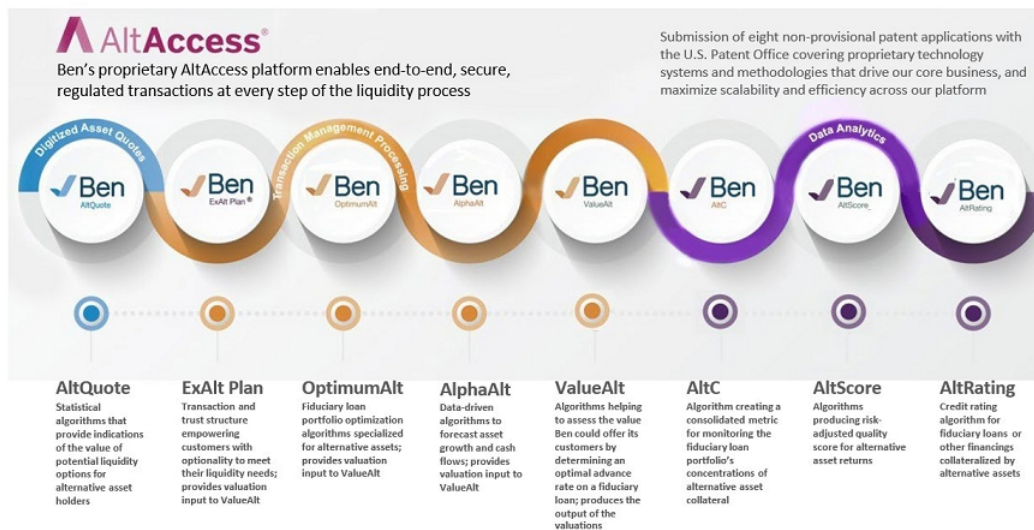 AltAccess®
Ben's proprietary AltAccess platform enables end-to-end, secure,
regulated transactions at every step of the liquidity process
Submission of eight non-provisional patent applications with
the U.S. Patent Office covering proprietary technology
systems and methodologies that drive our core business, and
maximize scalability and efficiency across our platform
Digitized Asset Quotes
Transaction Management Processing
Data Analytics
Ben
AltQuote
Ben
ExAlt Plan®
Ben
OptimumAlt
Ben
AlphaAlt
Ben
ValueAlt
Ben
AltC
Ben
AltScore
Ben
AltRating
AltQuote
Statistical
algorithms that
provide indications
of the value of
potential liquidity
options for
alternative asset
holders
ExAlt Plan
Transaction and
trust structure
empowering
customers with
optionality to meet
their liquidity needs;
provides valuation
input to ValueAlt
OptimumAlt
Fiduciary loan
portfolio optimization
algorithms specialized
for alternative assets;
provides valuation
input to ValueAlt
AlphaAlt
Data-driven
algorithms to
forecast asset
growth and cash
flows; provides
valuation input to
ValueAlt
ValueAlt
Algorithms helping
to assess the value
Ben could offer its
customers by
determining an
optimal advance
rate on a fiduciary
loan; produces the
output of the
valuations
AltC
Algorithm creating a
consolidated metric
for monitoring the
fiduciary loan
portfolio's
concentrations of
alternative asset
collateral
AltScore
Algorithms
producing risk-
adjusted quality
score for alternative
asset returns
AltRating
Credit rating
algorithm for
fiduciary loans or
other financings
collateralized by
alternative assets